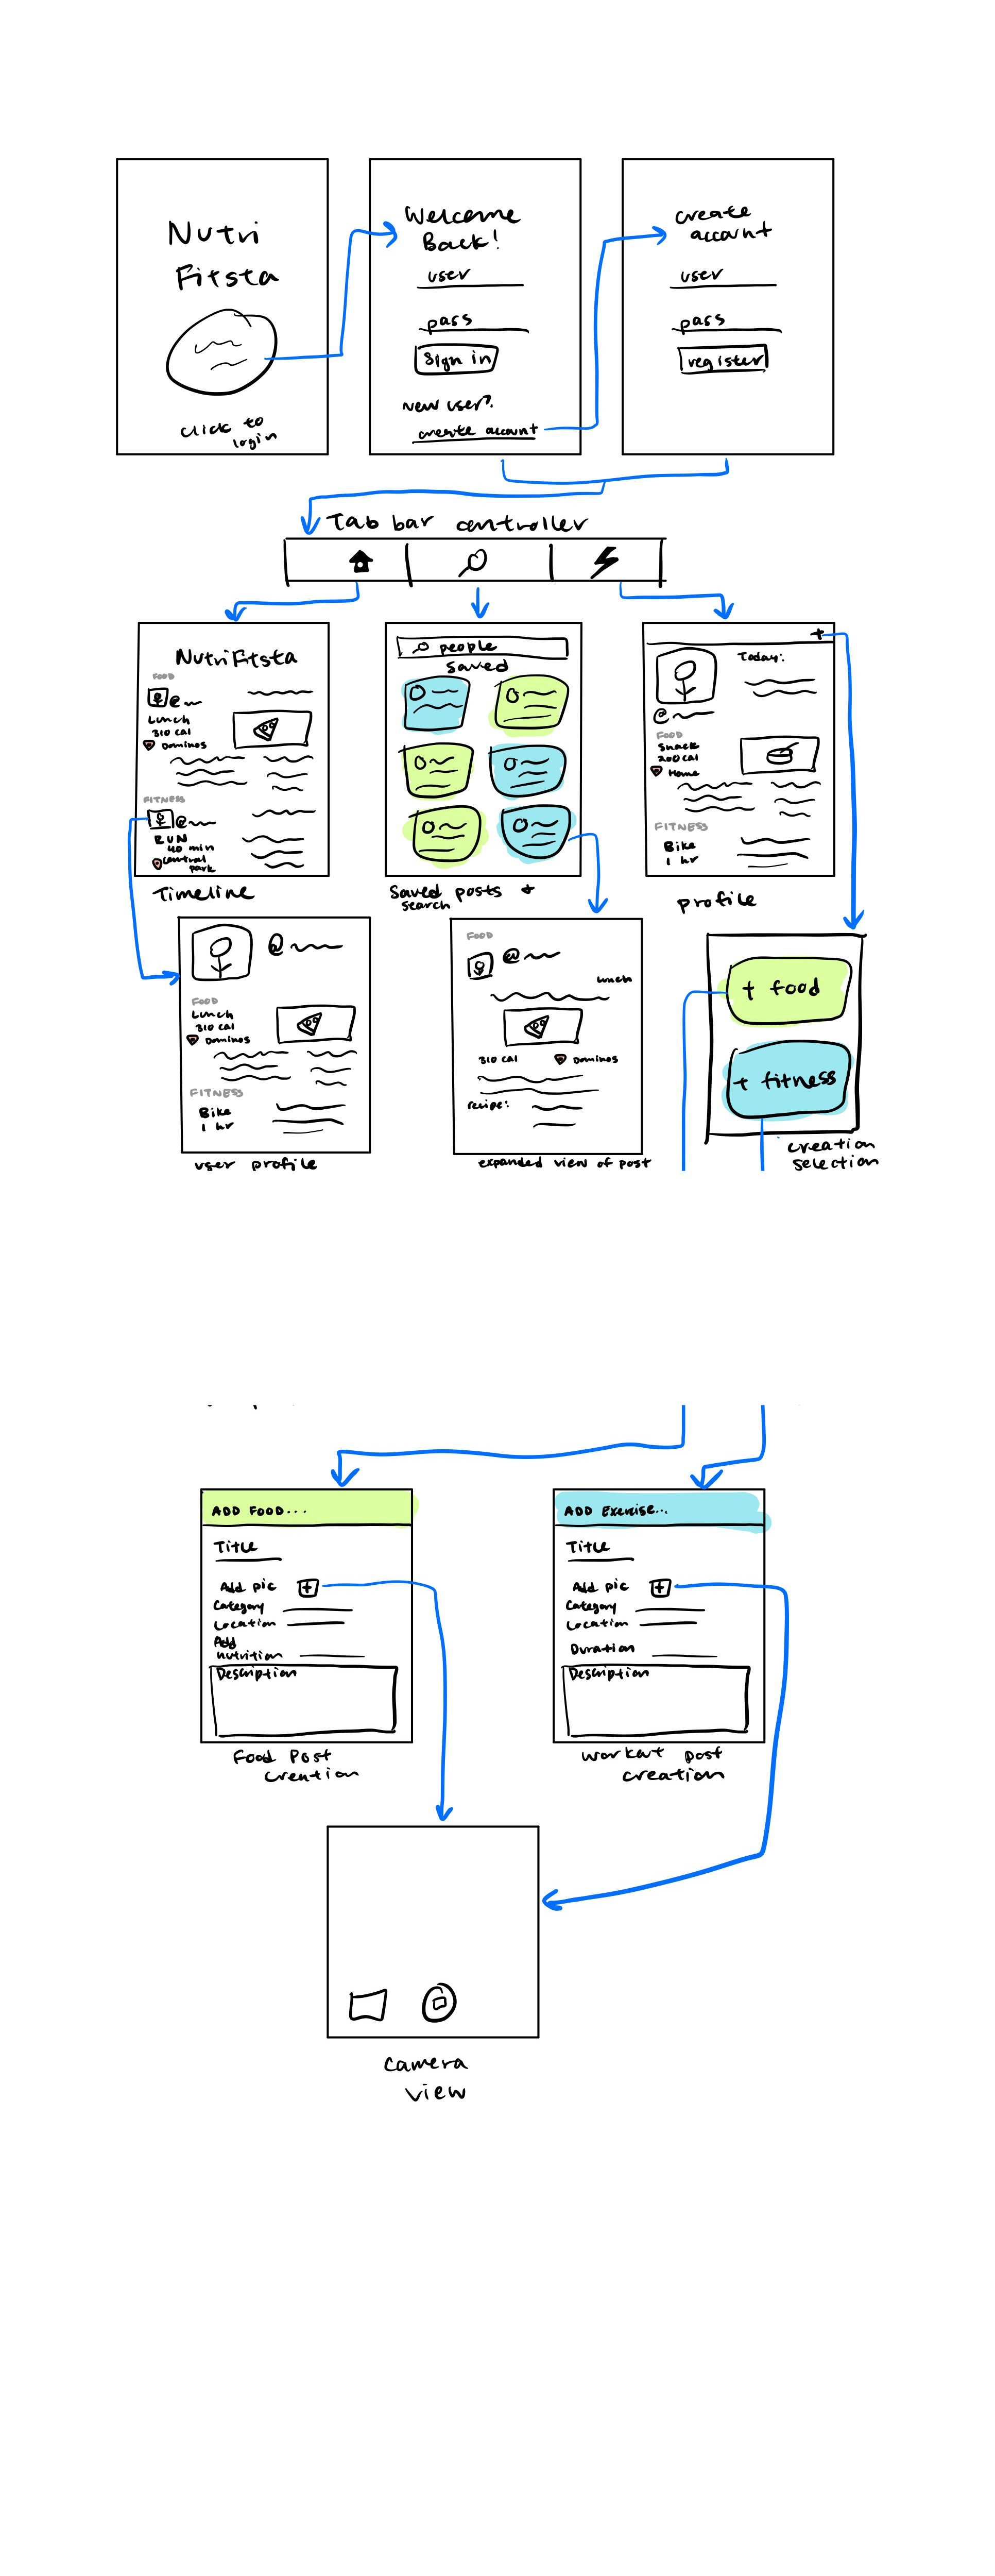 Nutri
Fitsta
click to
login
Welcome
Back!
user
pass
Sign in
New user?
create account
create
account
user
pass
register
Tab bar controller
NutriFitsta
FOOD
@
Lunch
310 cal
Dominos
FITNESS
@
RUN
40 min
Central
park
Timeline
people
Saved
Saved posts +
search
+
Today:
@
FOOD
Snack
200 cal
Home
FITNESS
Bike
1 hr
profile
@
FOOD
Lunch
310 cal
Dominos
FITNESS
Bike
1 hr
user profile
FOOD
@
Lunch
310 cal
Dominos
recipe:
expanded view of post
+ food
+ fitness
creation
selection
ADD FOOD...
Title
Add pic +
Category
Location
Add
nutrition
Description
Food Post
creation
ADD Exercise...
Title
Add pic +
Category
Location
Duration
Description
workout post
creation
camera
view